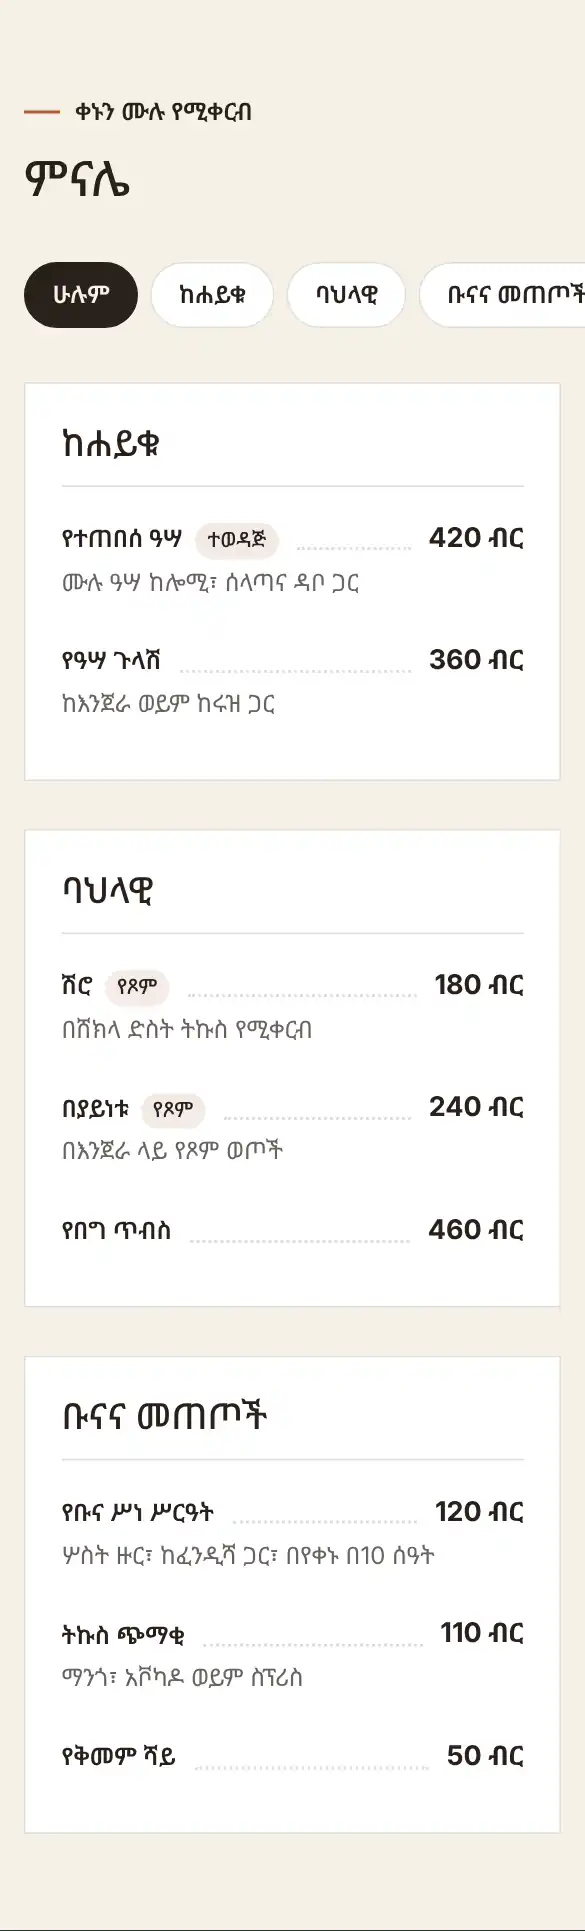 ቀኑን ሙሉ የሚቀርብ
ምናሌ
ሁሉም
ከሐይቁ
ባህላዊ
ቡናና መጠጦች
ከሐይቁ
የተጠበሰ ዓሣ ተወዳጅ 420 ብር
ሙሉ ዓሣ ከሎሚ፣ ሰላጣና ዳቦ ጋር
የዓሣ ጉላሽ 360 ብር
ከእንጀራ ወይም ከሩዝ ጋር
ባህላዊ
ሽሮ የጾም 180 ብር
በሸክላ ድስት ትኩስ የሚቀርብ
በያይነቱ የጾም 240 ብር
በእንጀራ ላይ የጾም ወጦች
የበግ ጥብስ 460 ብር
ቡናና መጠጦች
የቡና ሥነ ሥርዓት 120 ብር
ሦስት ዙር፣ ከፈንዲሻ ጋር፣ በየቀኑ በ10 ሰዓት
ትኩስ ጭማቂ 110 ብር
ማንጎ፣ አቮካዶ ወይም ስፕሪስ
የቅመም ሻይ 50 ብር